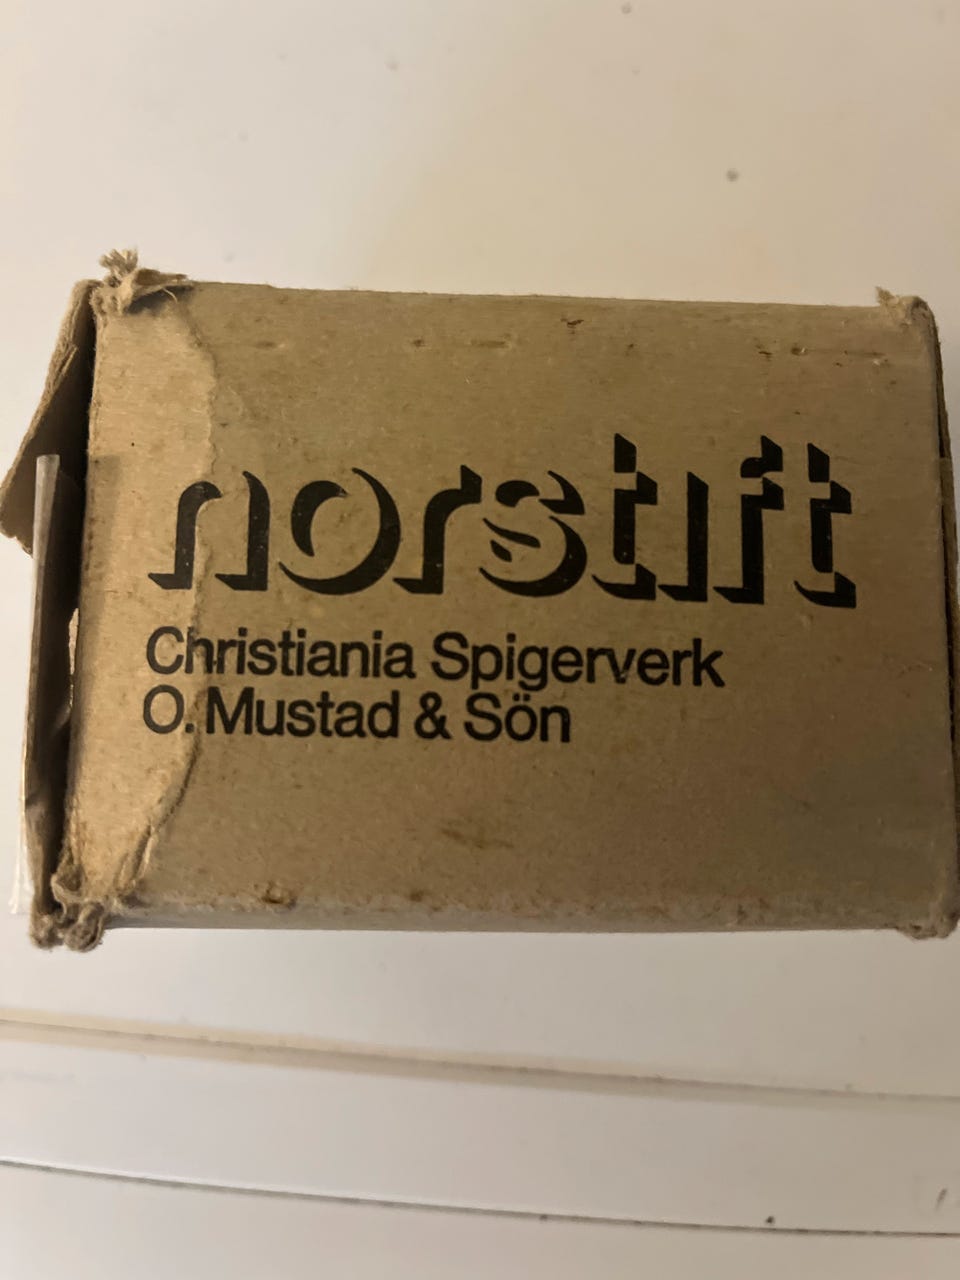 norstift
Christiania Spigerverk
O. Mustad & Sön